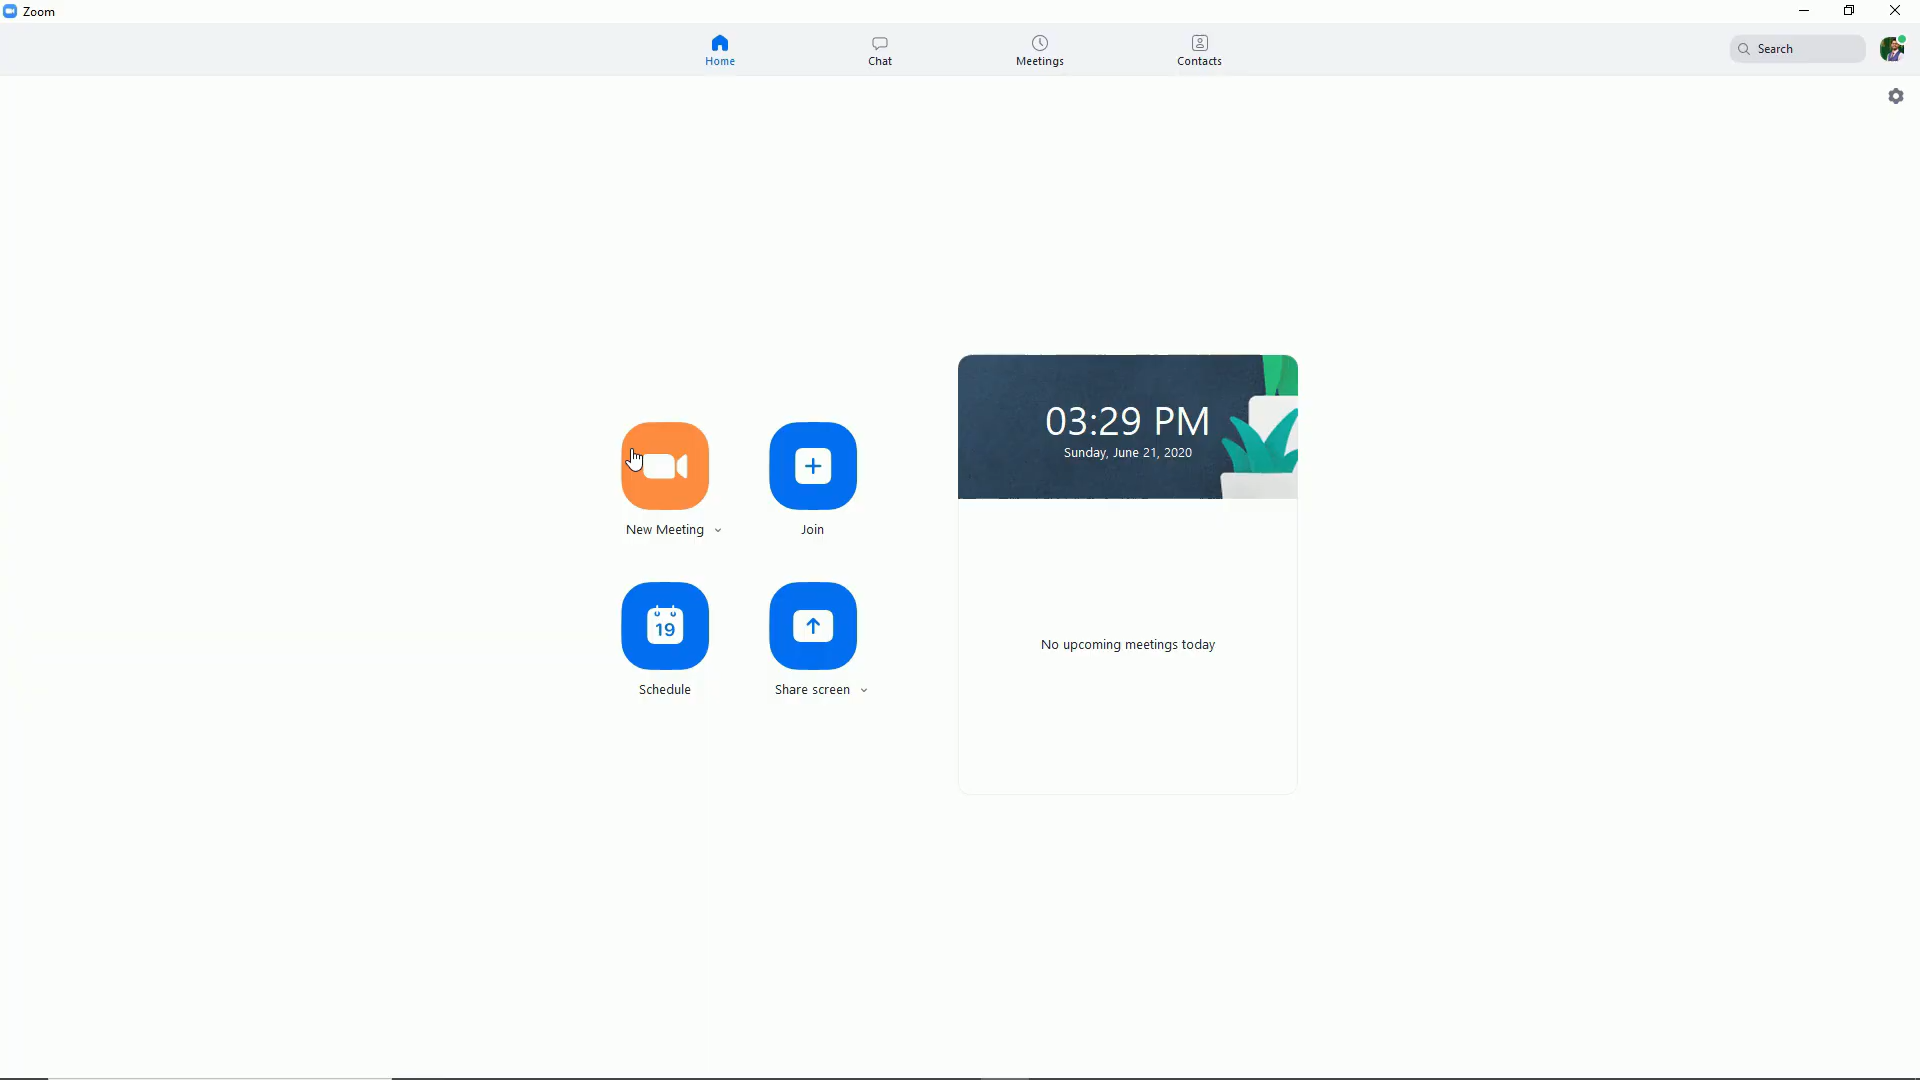 Zoom
Home
Chat
Meetings
Contacts
Search
03:29 PM
Sunday, June 21, 2020
New Meeting
Join
19
Schedule
Share screen
No upcoming meetings today